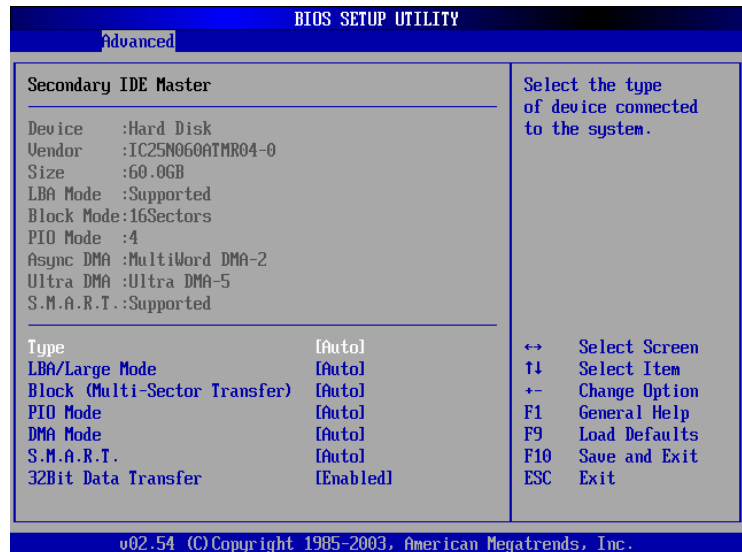 BIOS SETUP UTILITY
Advanced
Secondary IDE Master
Device :Hard Disk
Vendor :IC25N060ATMR04-0
Size :60.0GB
LBA Mode :Supported
Block Mode:16Sectors
PIO Mode :4
Async DMA :MultiWord DMA-2
Ultra DMA :Ultra DMA-5
S.M.A.R.T.:Supported
Type [Auto]
LBA/Large Mode [Auto]
Block (Multi-Sector Transfer) [Auto]
PIO Mode [Auto]
DMA Mode [Auto]
S.M.A.R.T. [Auto]
32Bit Data Transfer [Enabled]
Select the type
of device connected
to the system.
↔ Select Screen
↑↓ Select Item
+- Change Option
F1 General Help
F9 Load Defaults
F10 Save and Exit
ESC Exit
v02.54 (C)Copyright 1985-2003, American Megatrends, Inc.